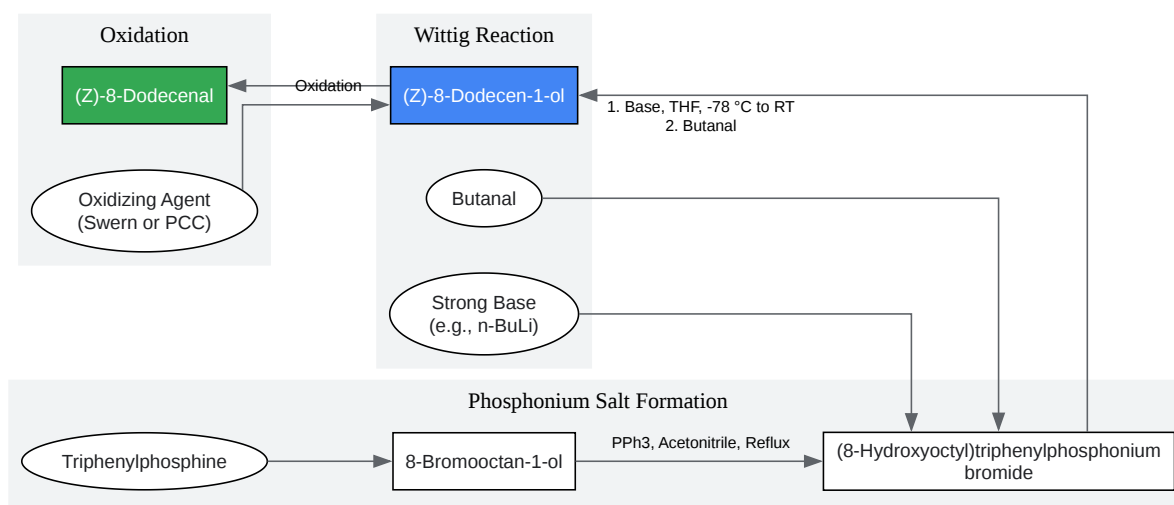 Oxidation
Wittig Reaction
(Z)-8-Dodecenal
Oxidation
(Z)-8-Dodecen-1-ol
1. Base, THF, -78 °C to RT
2. Butanal
Oxidizing Agent
(Swern or PCC)
Butanal
Strong Base
(e.g., n-BuLi)
Phosphonium Salt Formation
Triphenylphosphine
8-Bromooctan-1-ol
PPh3, Acetonitrile, Reflux
(8-Hydroxyoctyl)triphenylphosphonium
bromide